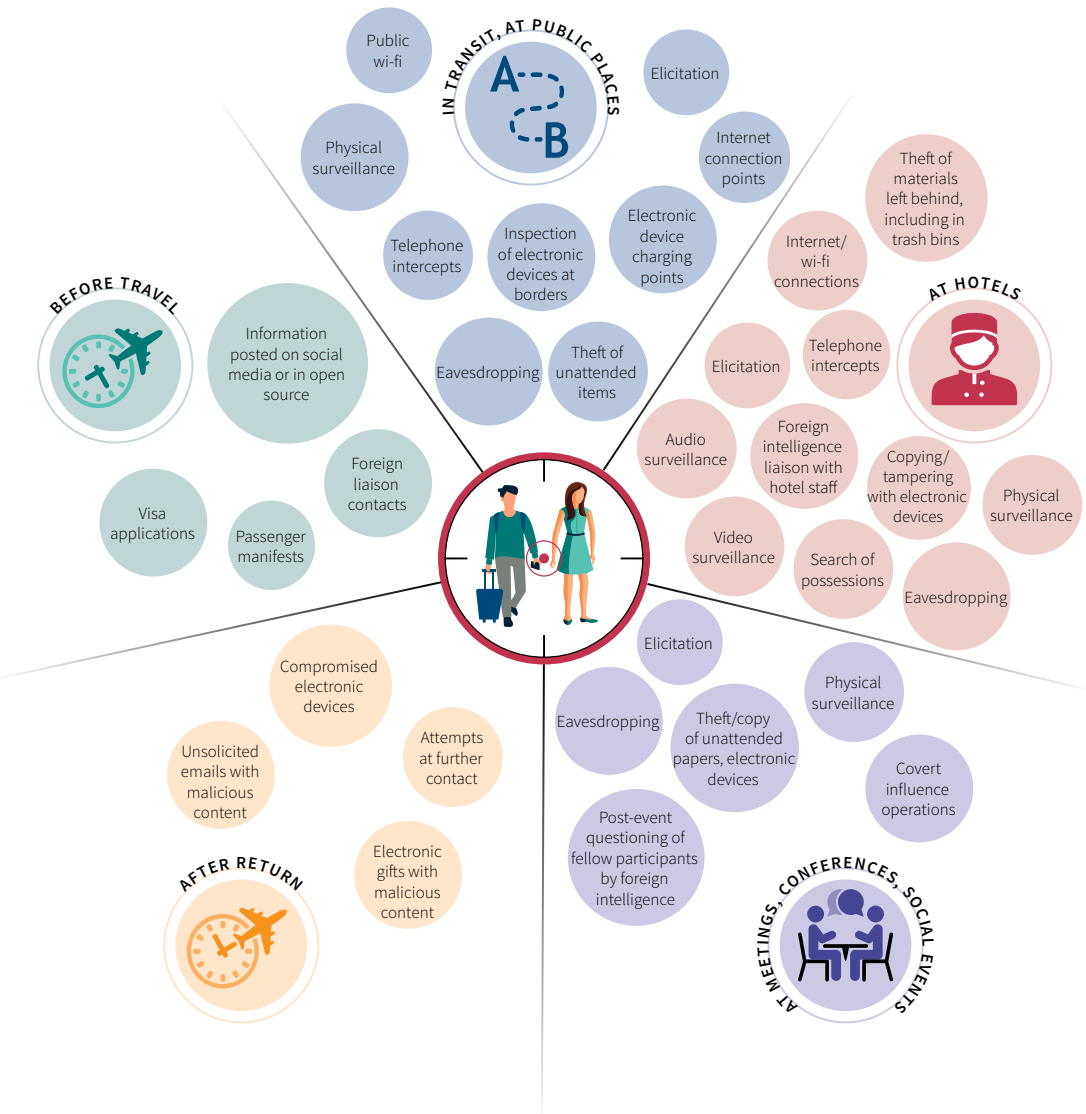 BEFORE TRAVEL
Information
posted on social
media or in open
source
Foreign
liaison
contacts
Visa
applications
Passenger
manifests
IN TRANSIT, AT PUBLIC PLACES
A
B
Public
wi-fi
Elicitation
Physical
surveillance
Internet
connection
points
Telephone
intercepts
Inspection
of electronic
devices at
borders
Electronic
device
charging
points
Eavesdropping
Theft of
unattended
items
AT HOTELS
Theft of
materials
left behind,
including in
trash bins
Internet/
wi-fi
connections
Elicitation
Telephone
intercepts
Audio
surveillance
Foreign
intelligence
liaison with
hotel staff
Copying/
tampering
with electronic
devices
Physical
surveillance
Video
surveillance
Search of
possessions
Eavesdropping
AT MEETINGS, CONFERENCES, SOCIAL EVENTS
Elicitation
Eavesdropping
Theft/copy
of unattended
papers, electronic
devices
Physical
surveillance
Covert
influence
operations
Post-event
questioning of
fellow participants
by foreign
intelligence
AFTER RETURN
Compromised
electronic
devices
Unsolicited
emails with
malicious
content
Attempts
at further
contact
Electronic
gifts with
malicious
content